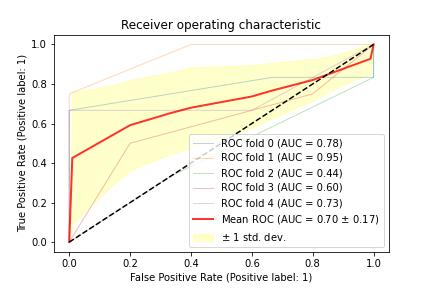 Receiver operating characteristic
True Positive Rate (Positive label: 1)
1.0
0.8
0.6
0.4
0.2
0.0
ROC fold 0 (AUC = 0.78)
ROC fold 1 (AUC = 0.95)
ROC fold 2 (AUC = 0.44)
ROC fold 3 (AUC = 0.60)
ROC fold 4 (AUC = 0.73)
Mean ROC (AUC = 0.70 ± 0.17)
± 1 std. dev.
0.0 0.2 0.4 0.6 0.8 1.0
False Positive Rate (Positive label: 1)